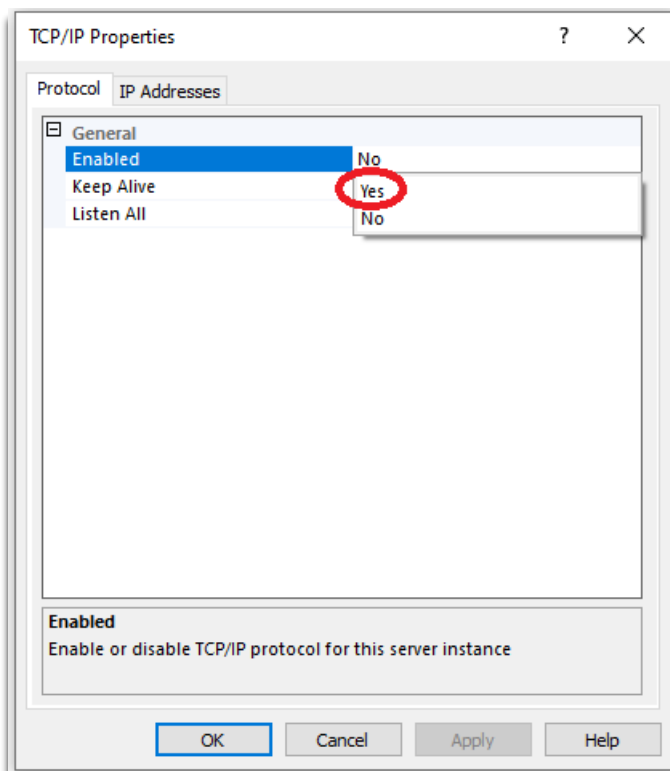 TCP/IP Properties ? ×
Protocol IP Addresses
General
Enabled No
Keep Alive Yes
Listen All No
Enabled
Enable or disable TCP/IP protocol for this server instance
OK Cancel Apply Help